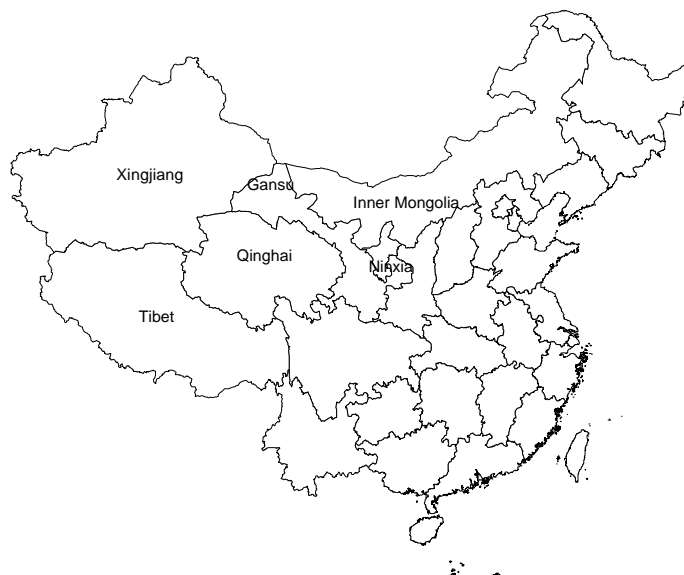 Xingjiang
Gansu
Inner Mongolia
Qinghai
Ninxia
Tibet